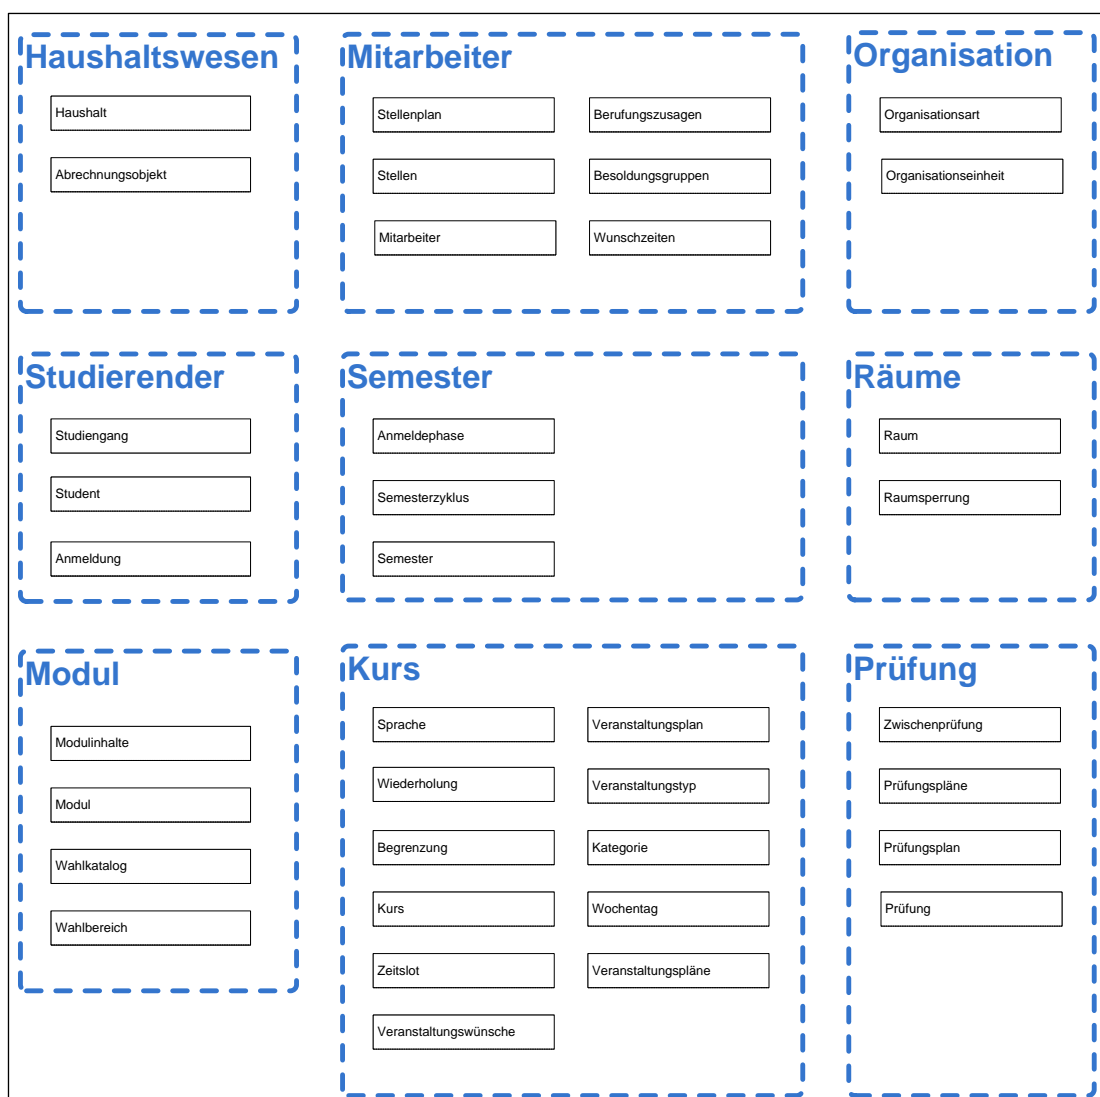 Haushaltswesen
Haushalt
Abrechnungsobjekt
Mitarbeiter
Stellenplan
Berufungszusagen
Stellen
Besoldungsgruppen
Mitarbeiter
Wunschzeiten
Organisation
Organisationsart
Organisationseinheit
Studierender
Studiengang
Student
Anmeldung
Semester
Anmeldephase
Semesterzyklus
Semester
Räume
Raum
Raumsperrung
Modul
Modulinhalte
Modul
Wahlkatalog
Wahlbereich
Kurs
Sprache
Veranstaltungsplan
Wiederholung
Veranstaltungstyp
Begrenzung
Kategorie
Kurs
Wochentag
Zeitslot
Veranstaltungspläne
Veranstaltungswünsche
Prüfung
Zwischenprüfung
Prüfungspläne
Prüfungsplan
Prüfung